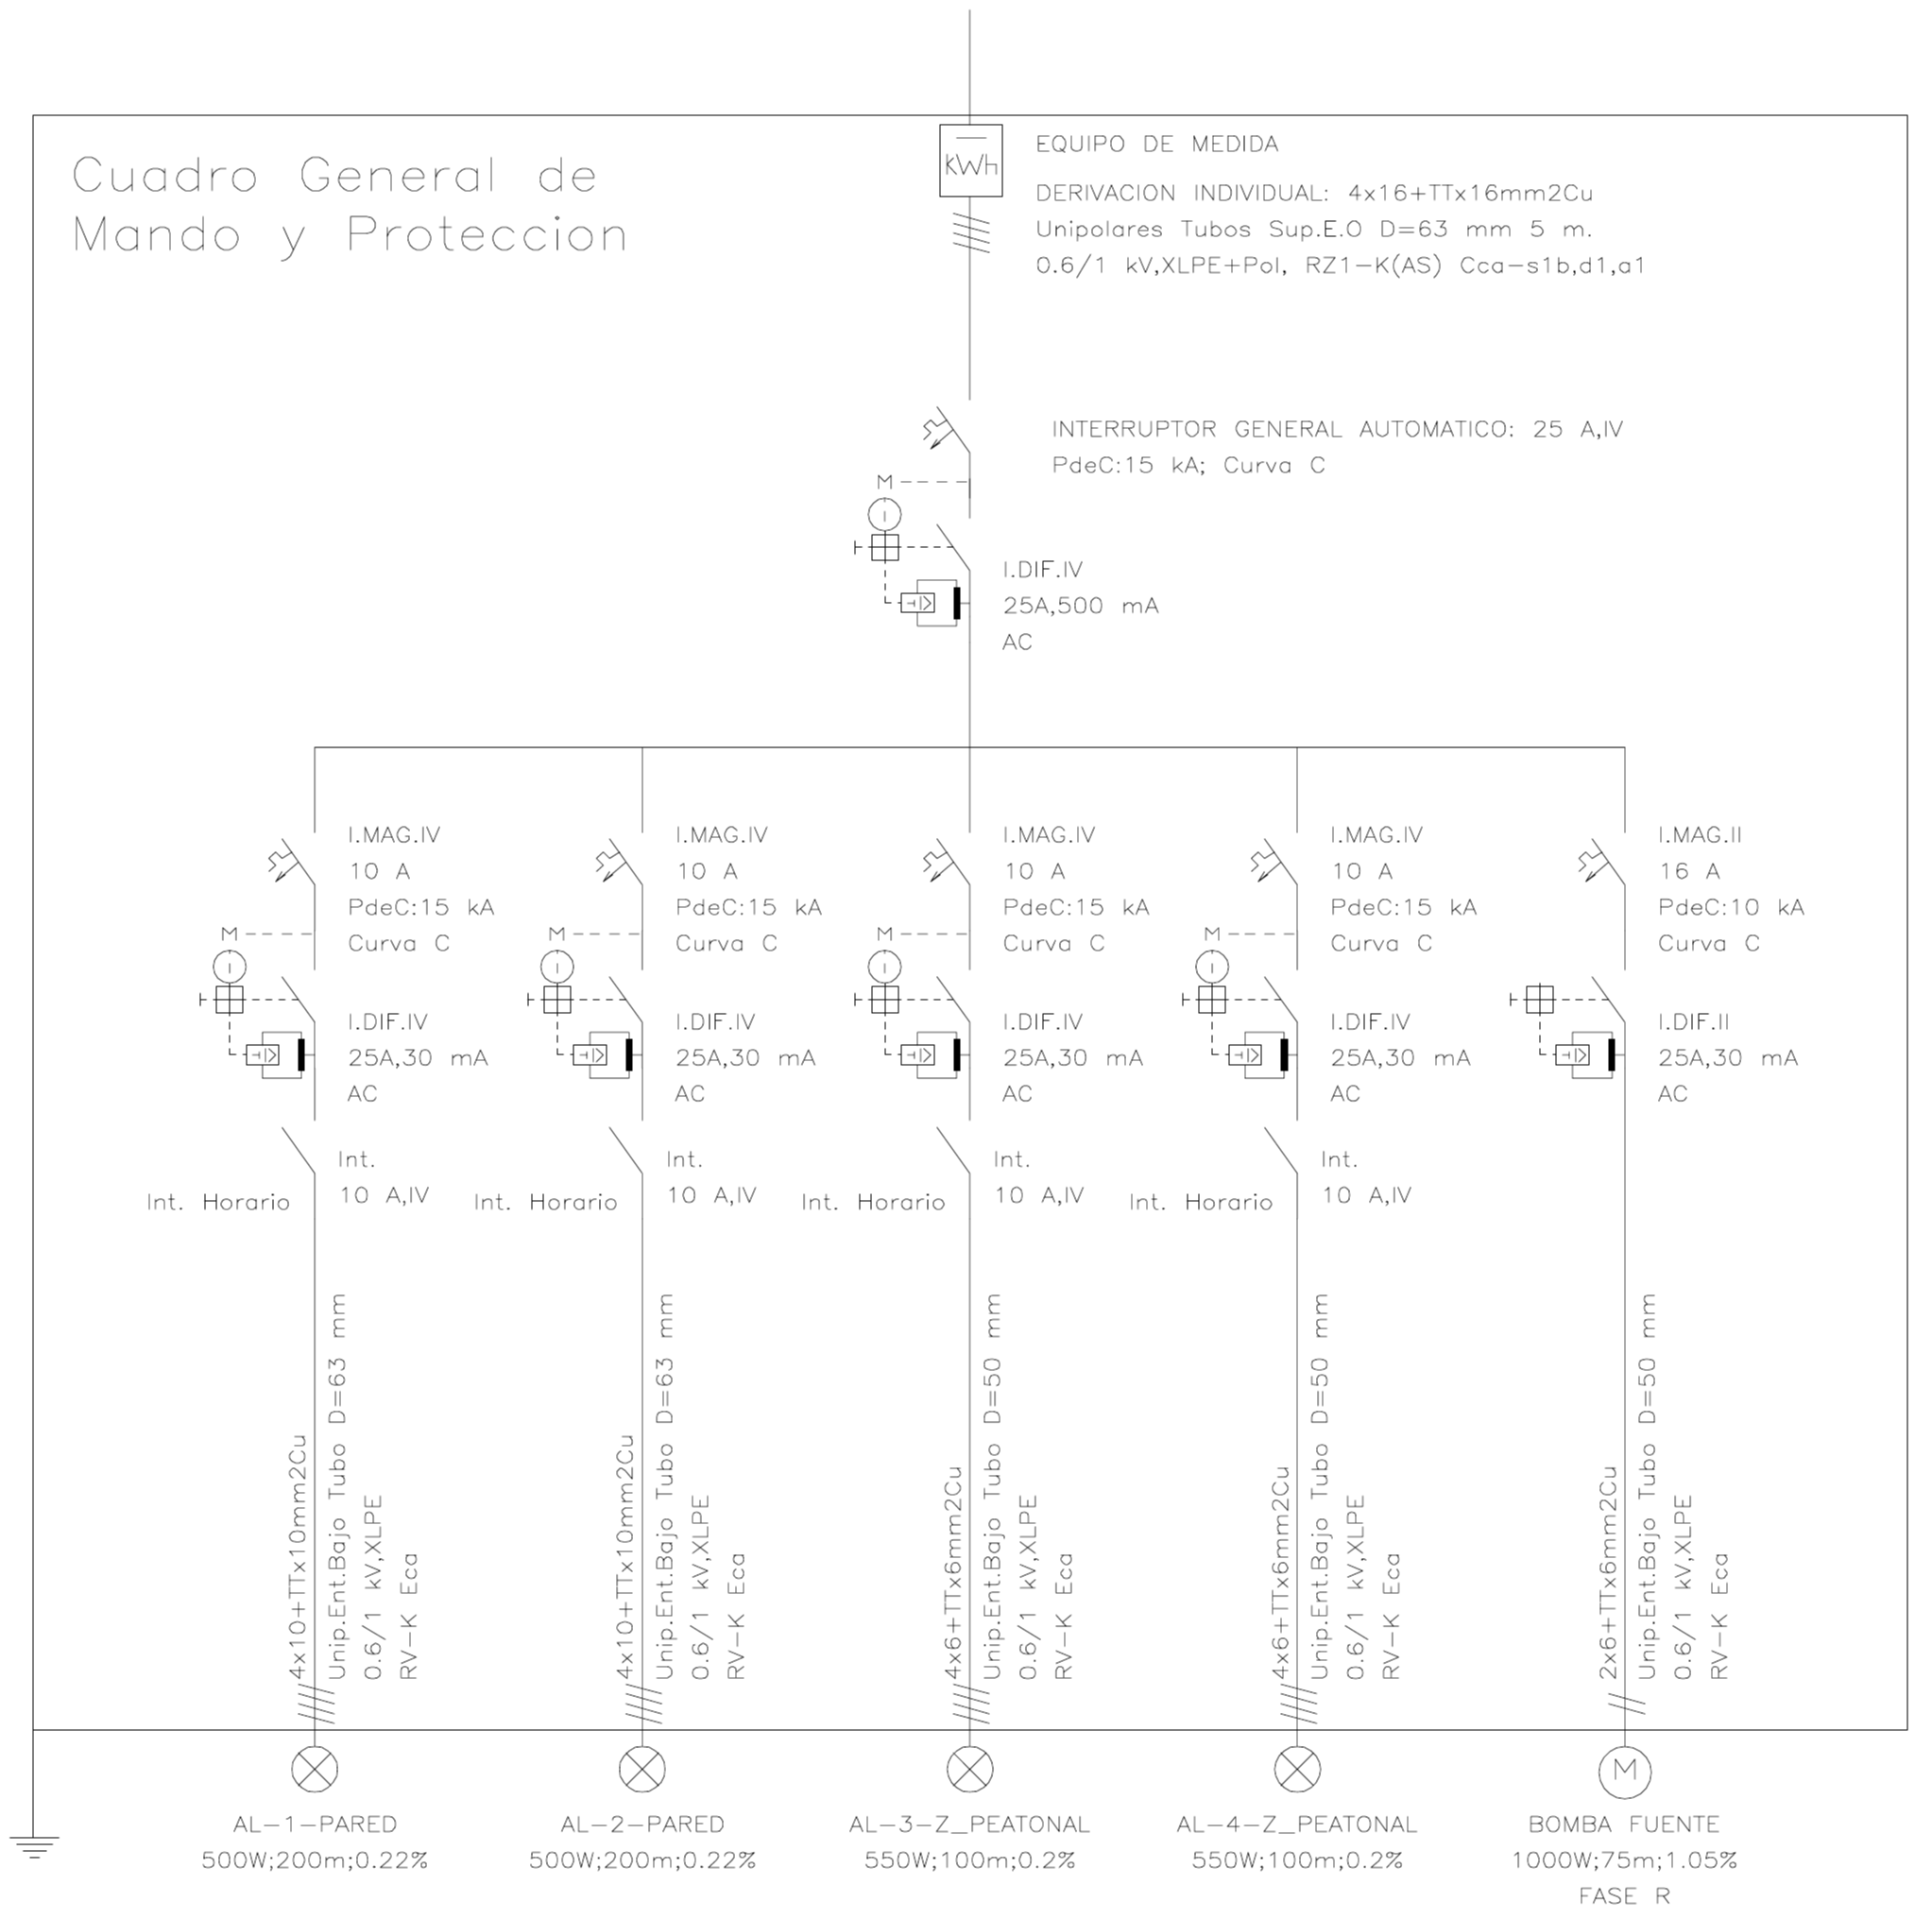 Cuadro General de
Mando y Proteccion
KWh
EQUIPO DE MEDIDA
DERIVACION INDIVIDUAL: 4x16+TTx16mm2Cu
Unipolares Tubos Sup.E.O D=63 mm 5 m.
0.6/1 kV,XLPE+Pol, RZ1-K(AS) Cca-s1b,d1,a1
INTERRUPTOR GENERAL AUTOMATICO: 25 A,IV
PdeC:15 kA; Curva C
M
I.DIF.IV
25A,500 mA
AC
I.MAG.IV
10 A
PdeC:15 kA
Curva C
M
I.DIF.IV
25A,30 mA
AC
Int.
10 A,IV
Int. Horario
4x10+TTx10mm2Cu
Unip.Ent.Bajo Tubo D=63 mm
0.6/1 kV,XLPE
RV-K Eca
AL-1-PARED
500W;200m;0.22%
I.MAG.IV
10 A
PdeC:15 kA
Curva C
M
I.DIF.IV
25A,30 mA
AC
Int.
10 A,IV
Int. Horario
4x10+TTx10mm2Cu
Unip.Ent.Bajo Tubo D=63 mm
0.6/1 kV,XLPE
RV-K Eca
AL-2-PARED
500W;200m;0.22%
I.MAG.IV
10 A
PdeC:15 kA
Curva C
M
I.DIF.IV
25A,30 mA
AC
Int.
10 A,IV
Int. Horario
4x6+TTx6mm2Cu
Unip.Ent.Bajo Tubo D=50 mm
0.6/1 kV,XLPE
RV-K Eca
AL-3-Z_PEATONAL
550W;100m;0.2%
I.MAG.IV
10 A
PdeC:15 kA
Curva C
M
I.DIF.IV
25A,30 mA
AC
Int.
10 A,IV
Int. Horario
4x6+TTx6mm2Cu
Unip.Ent.Bajo Tubo D=50 mm
0.6/1 kV,XLPE
RV-K Eca
AL-4-Z_PEATONAL
550W;100m;0.2%
I.MAG.II
16 A
PdeC:10 kA
Curva C
I.DIF.II
25A,30 mA
AC
2x6+TTx6mm2Cu
Unip.Ent.Bajo Tubo D=50 mm
0.6/1 kV,XLPE
RV-K Eca
M
BOMBA FUENTE
1000W;75m;1.05%
FASE R